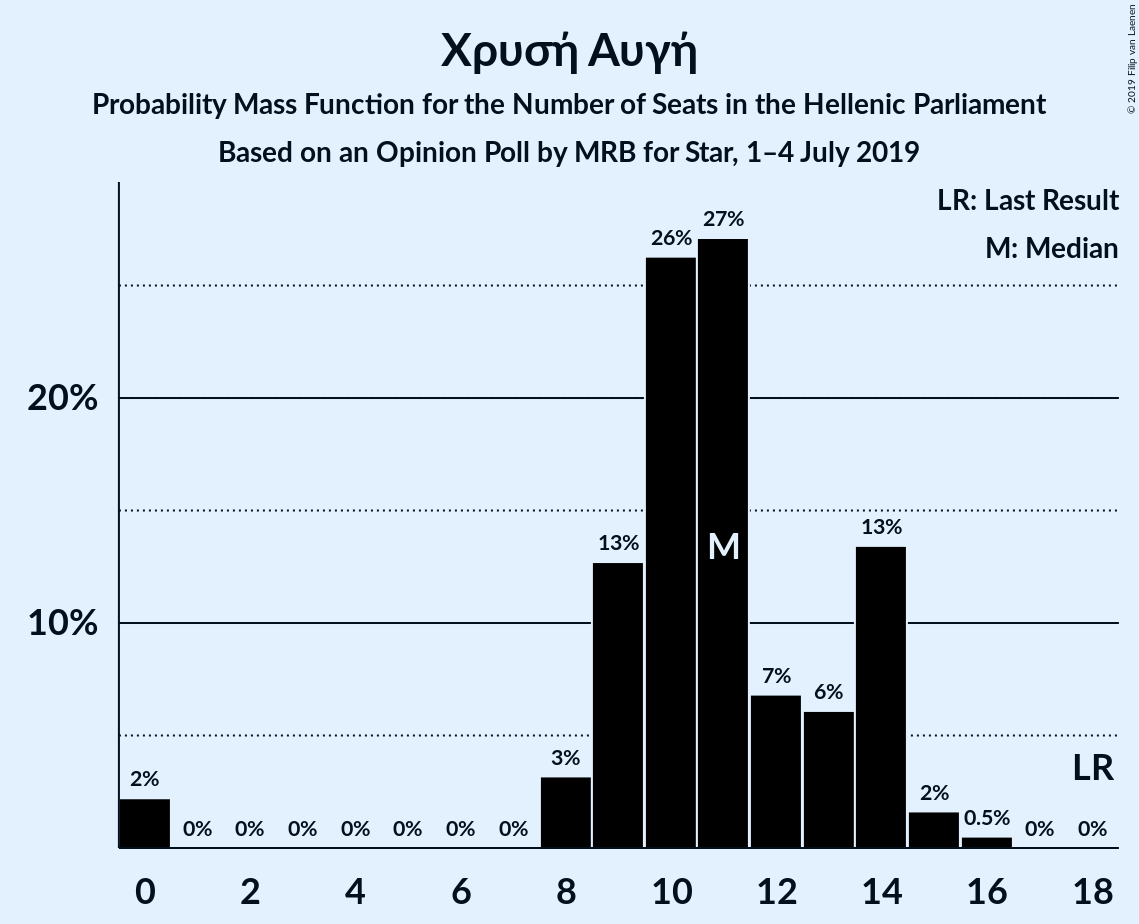 Χρυσή Αυγή
Probability Mass Function for the Number of Seats in the Hellenic Parliament
Based on an Opinion Poll by MRB for Star, 1–4 July 2019
© 2019 Filip van Laenen
LR: Last Result
M: Median
27%
26%
20%
13%
13%
M
10%
7%
6%
3%
LR
2%
2%
0.5%
0% 0% 0% 0% 0% 0% 0% 0% 0%
0 2 4 6 8 10 12 14 16 18